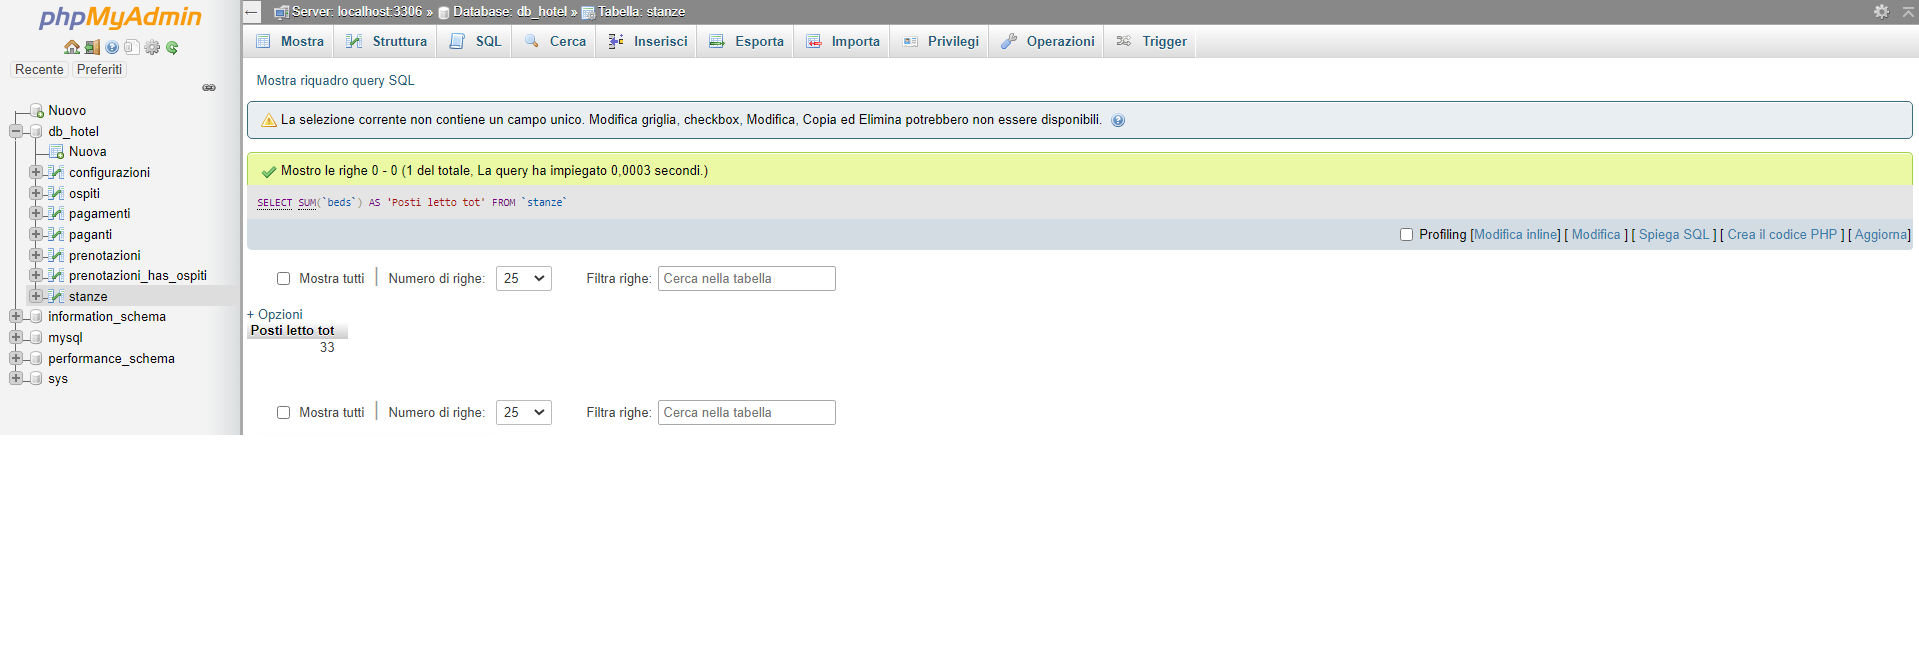 phpMyAdmin
Recente Preferiti
Nuovo
db_hotel
Nuova
configurazioni
ospiti
pagamenti
paganti
prenotazioni
prenotazioni_has_ospiti
stanze
information_schema
mysql
performance_schema
sys
Server: localhost:3306 » Database: db_hotel » Tabella: stanze
Mostra Struttura SQL Cerca Inserisci Esporta Importa Privilegi Operazioni Trigger
Mostra riquadro query SQL
La selezione corrente non contiene un campo unico. Modifica griglia, checkbox, Modifica, Copia ed Elimina potrebbero non essere disponibili.
Mostro le righe 0 - 0 (1 del totale, La query ha impiegato 0,0003 secondi.)
SELECT SUM(`beds`) AS 'Posti letto tot' FROM `stanze`
Profiling [Modifica inline] [ Modifica ] [ Spiega SQL ] [ Crea il codice PHP ] [ Aggiorna]
Mostra tutti | Numero di righe: 25 Filtra righe: Cerca nella tabella
+ Opzioni
Posti letto tot
33
Mostra tutti | Numero di righe: 25 Filtra righe: Cerca nella tabella